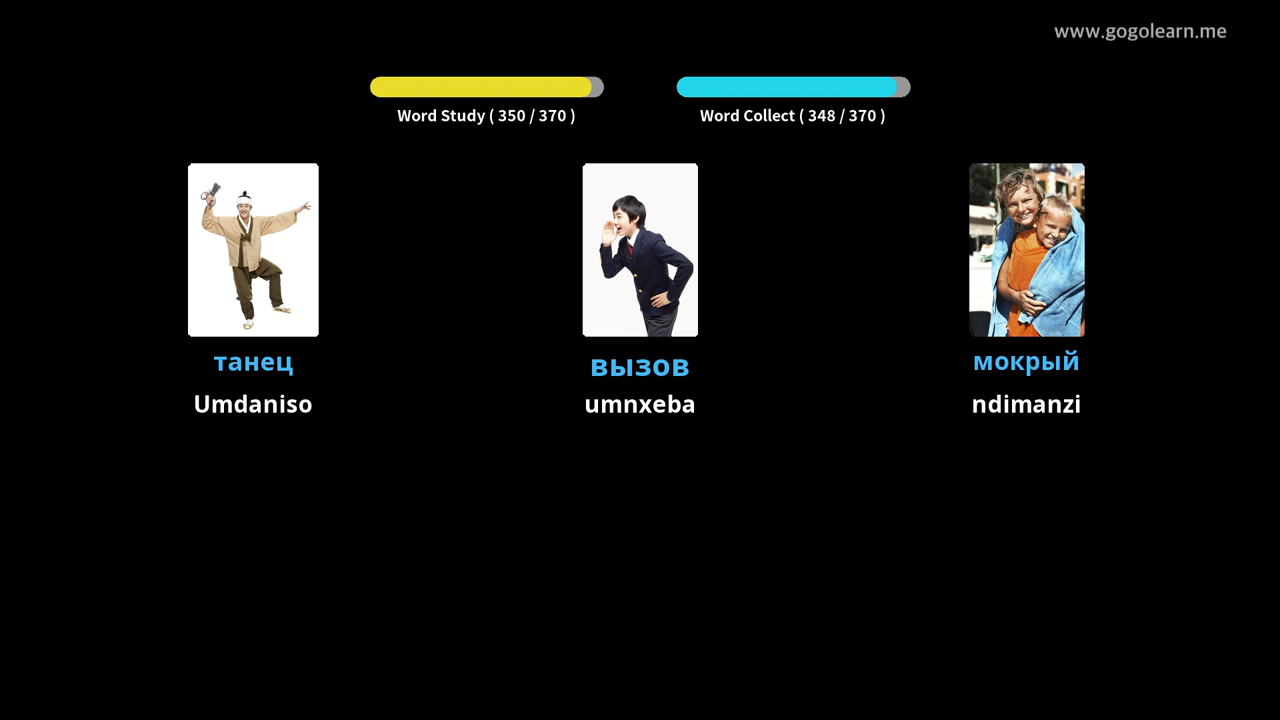 www.gogolearn.me
Word Study ( 350 / 370 )
Word Collect ( 348 / 370 )
танец
вызов
мокрый
Umdaniso
umnxeba
ndimanzi